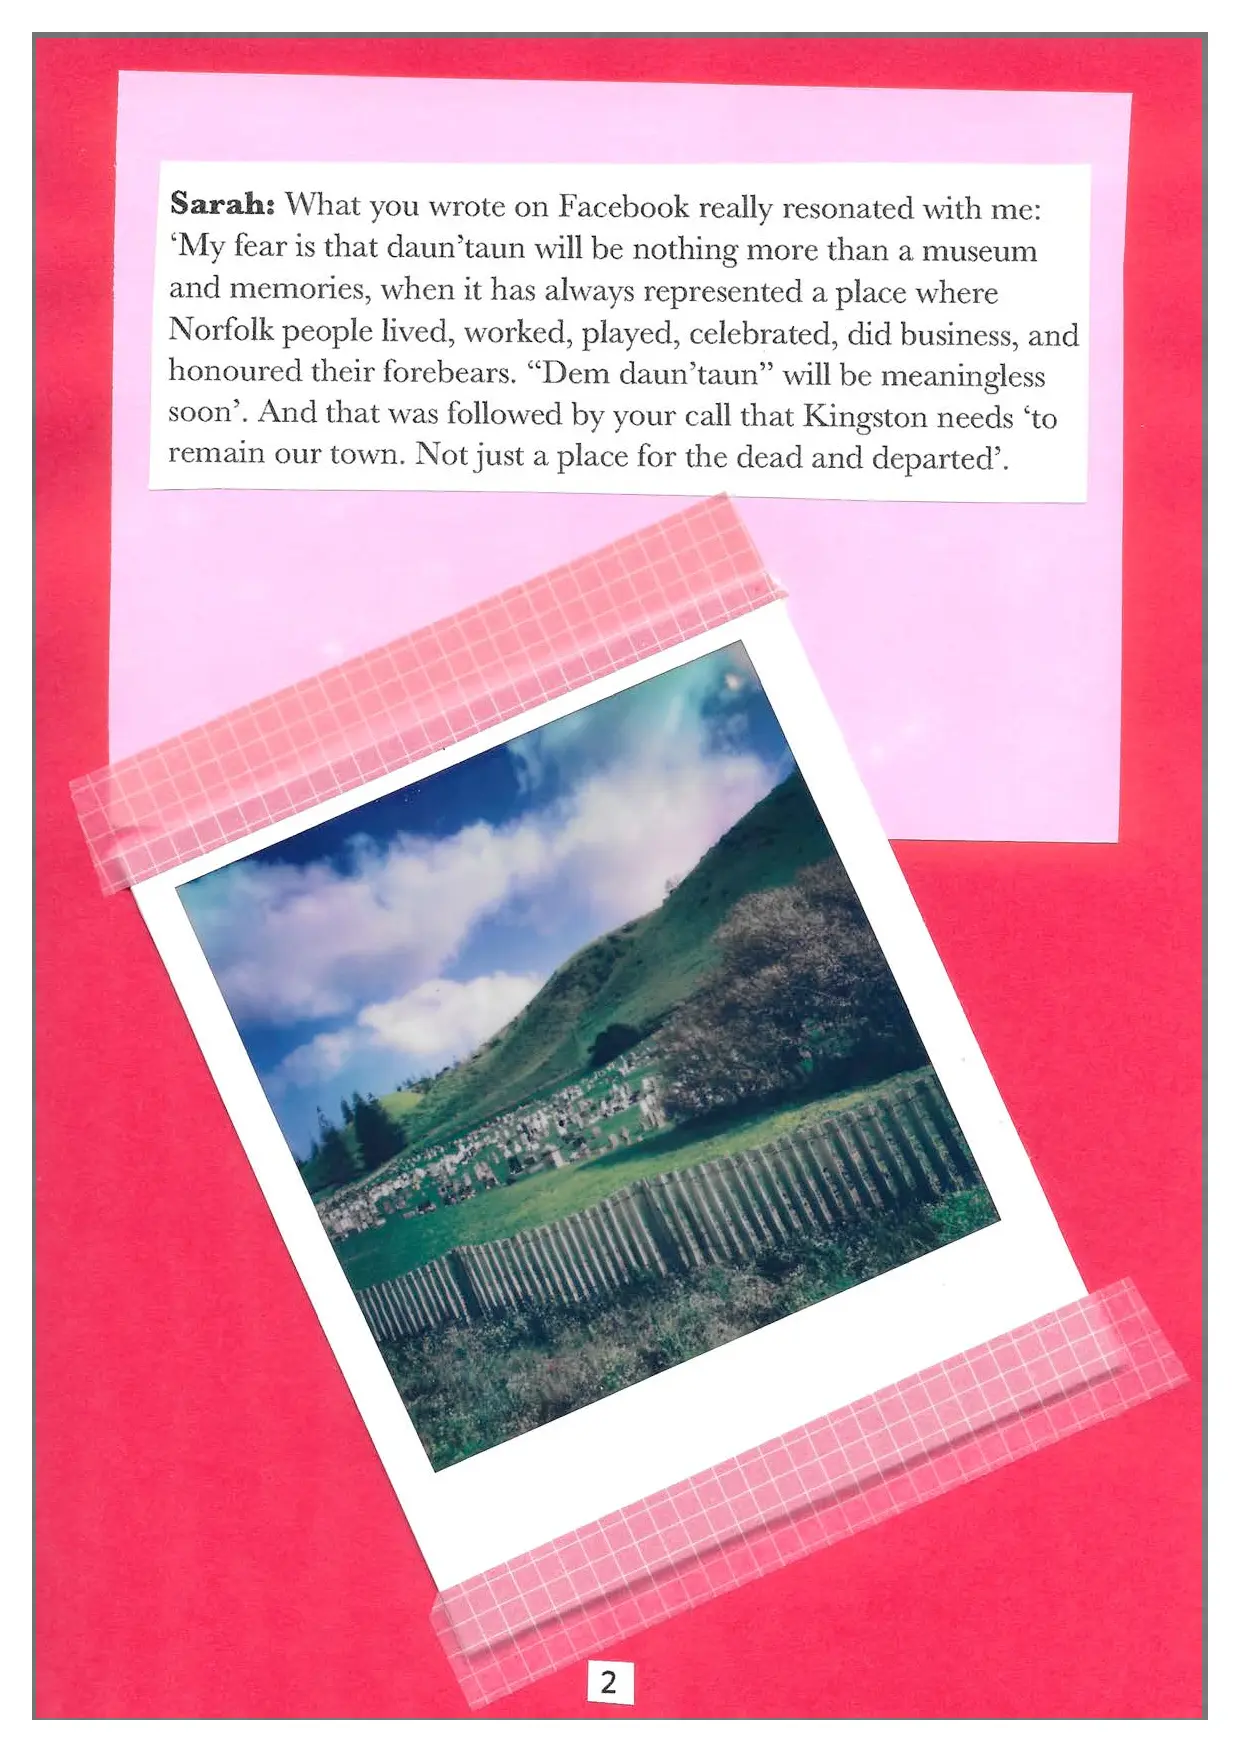 Sarah: What you wrote on Facebook really resonated with me:
‘My fear is that daun’taun will be nothing more than a museum
and memories, when it has always represented a place where
Norfolk people lived, worked, played, celebrated, did business, and
honoured their forebears. “Dem daun’taun” will be meaningless
soon’. And that was followed by your call that Kingston needs ‘to
remain our town. Not just a place for the dead and departed’.
2